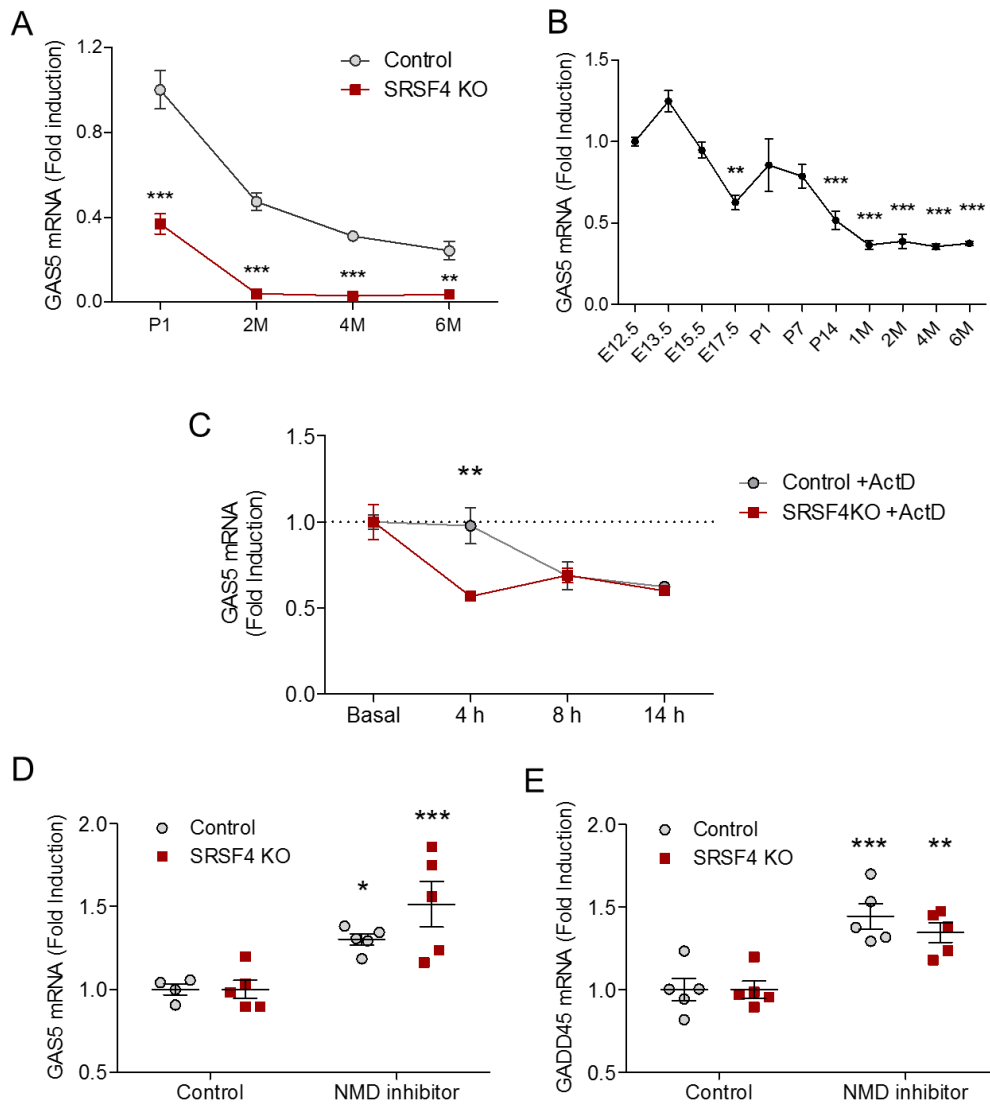 A
GAS5 mRNA (Fold induction)
1.2
0.8
0.4
0.0
Control
SRSF4 KO
***
***
***
**
P1 2M 4M 6M
B
GAS5 mRNA (Fold Induction)
1.5
1.0
0.5
0.0
**
***
***
***
***
***
E12.5 E13.5 E15.5 E17.5 P1 P7 P14 1M 2M 4M 6M
C
GAS5 mRNA
(Fold Induction)
1.5
1.0
0.5
0.0
**
Control +ActD
SRSF4KO +ActD
Basal 4 h 8 h 14 h
D
GAS5 mRNA (Fold Induction)
2.0
1.5
1.0
0.5
Control
SRSF4 KO
*
***
Control NMD inhibitor
E
GADD45 mRNA (Fold Induction)
2.0
1.5
1.0
0.5
Control
SRSF4 KO
***
**
Control NMD inhibitor